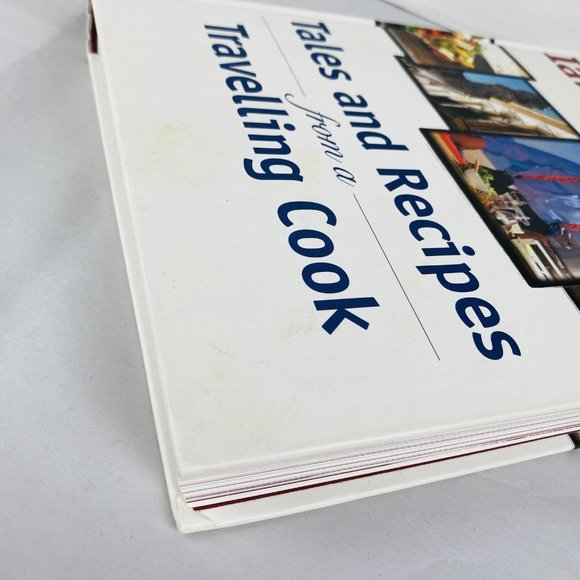 Tales and Recipes
from a
Travelling Cook